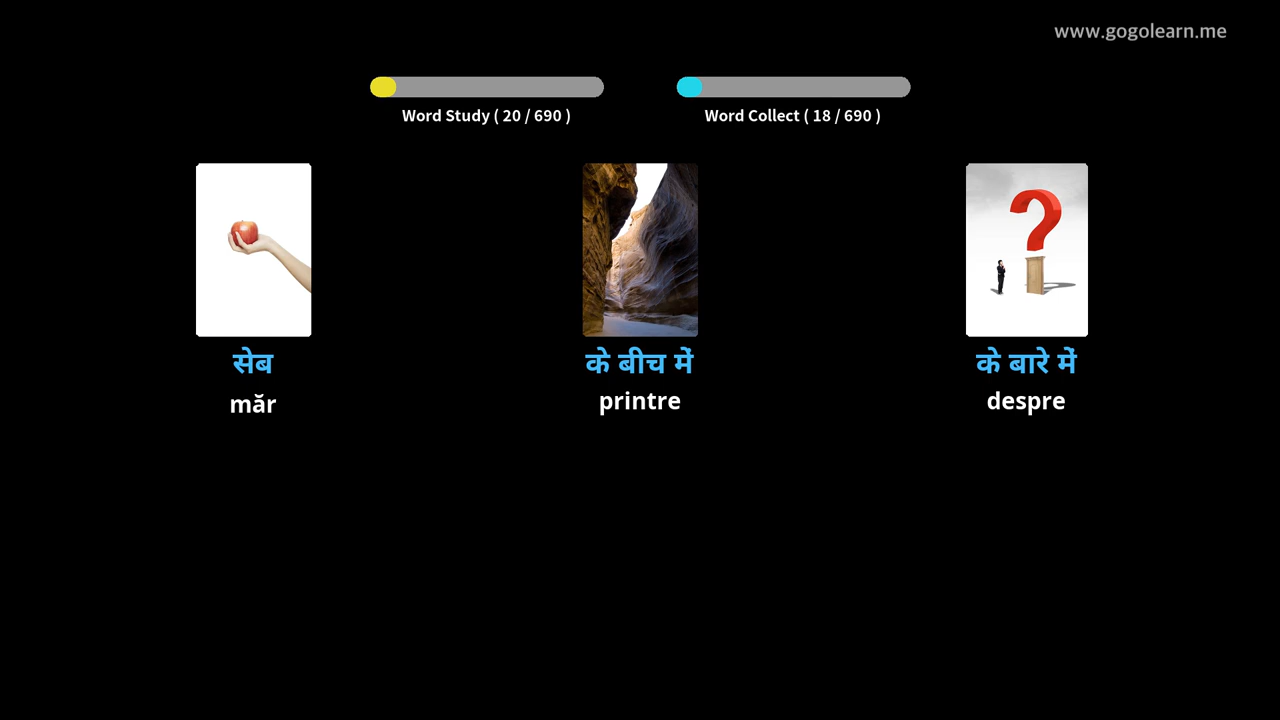 www.gogolearn.me
Word Study ( 20 / 690 )
Word Collect ( 18 / 690 )
सेब
के बीच में
के बारे में
măr
printre
despre